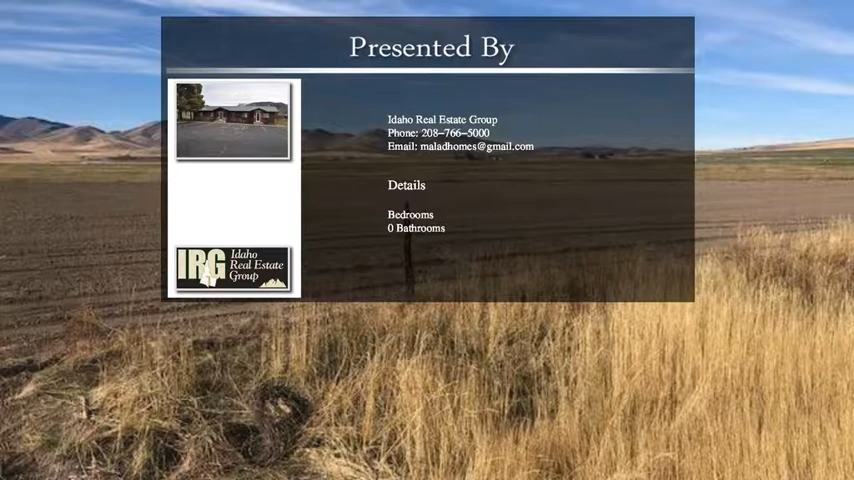 Presented By
Idaho Real Estate Group
Phone: 208-766-5000
Email: maladhomes@gmail.com
Details
Bedrooms
0 Bathrooms
IRG Idaho
Real Estate
Group